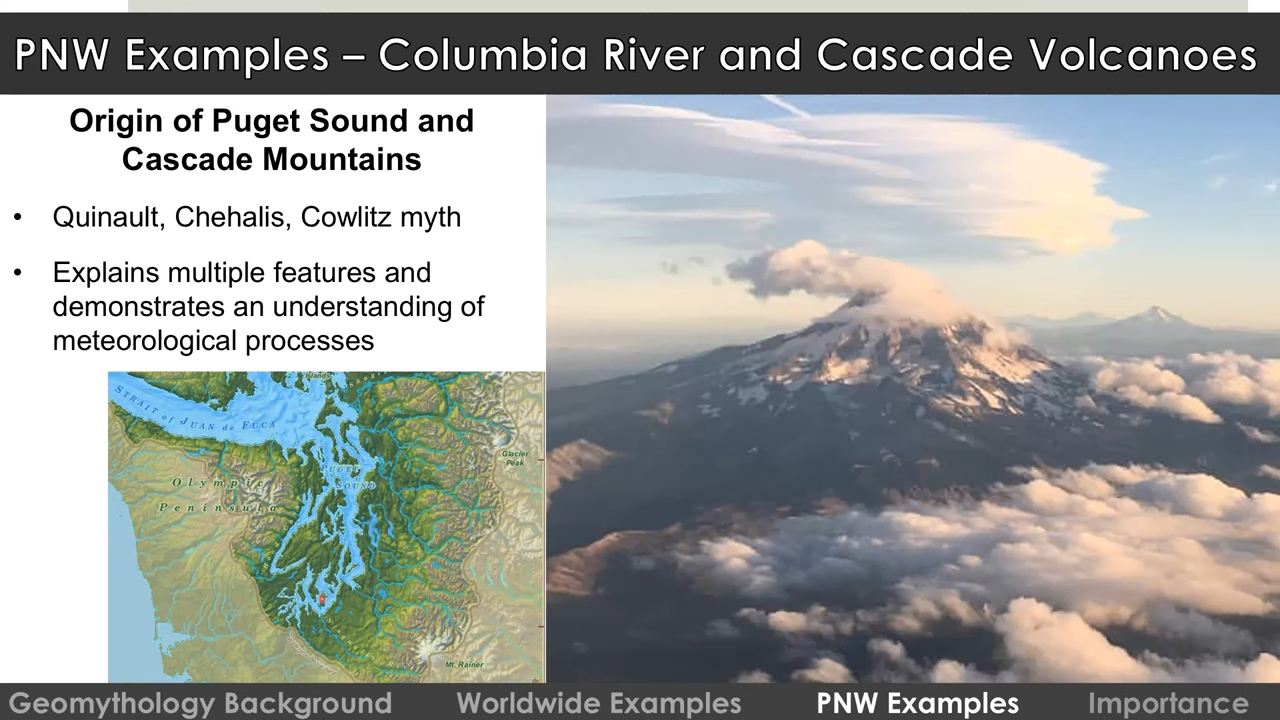 PNW Examples – Columbia River and Cascade Volcanoes
Origin of Puget Sound and
Cascade Mountains
• Quinault, Chehalis, Cowlitz myth
• Explains multiple features and
demonstrates an understanding of
meteorological processes
Islands
STRAIT of JUAN de FUCA
Glacier
Peak
PUGET
SOUND
Olympic
Peninsula
Mt. Rainer
Geomythology Background Worldwide Examples PNW Examples Importance